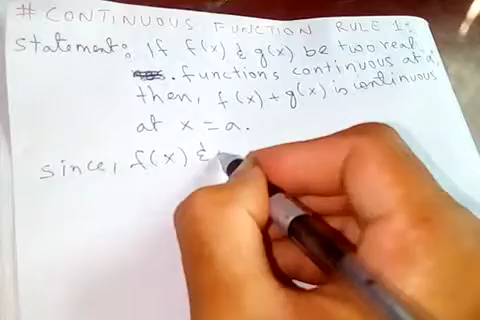 # CONTINUOUS FUNCTION RULE 1:
Statement: If f(x) & g(x) be two real
. functions continuous at 'a',
then, f(x) + g(x) is continuous
at x = a.
since, f(x) &